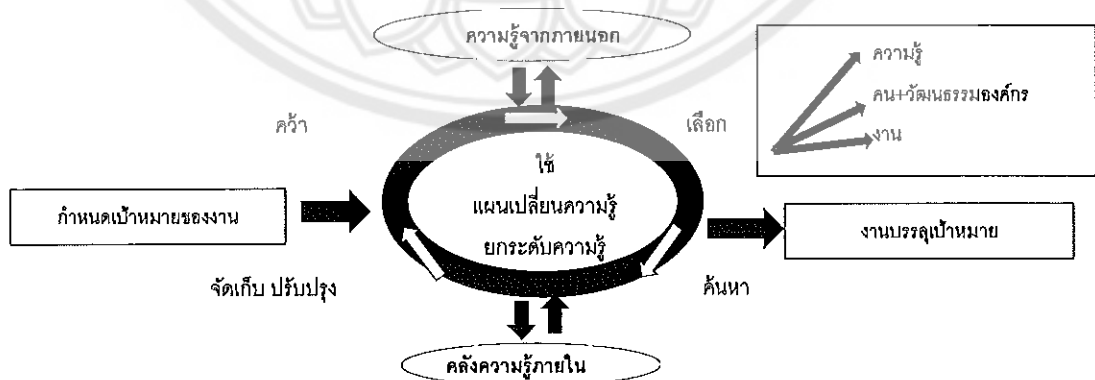 ความรู้จากภายนอก
ความรู้
คน+วัฒนธรรมองค์กร
งาน
คว้า
เลือก
ใช้
แผนเปลี่ยนความรู้
ยกระดับความรู้
กำหนดเป้าหมายของงาน
งานบรรลุเป้าหมาย
จัดเก็บ ปรับปรุง
ค้นหา
คลังความรู้ภายใน